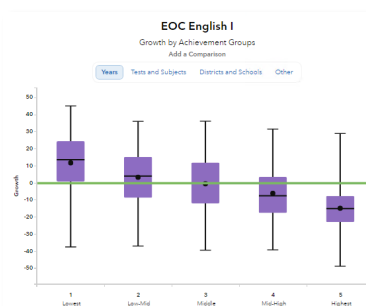 EOC English I
Growth by Achievement Groups
Add a Comparison
Years Tests and Subjects Districts and Schools Other
50
40
30
20
10
0
-10
-20
-30
-40
-50
Growth
1 2 3 4 5
Lowest Low-Mid Middle Mid-High Highest